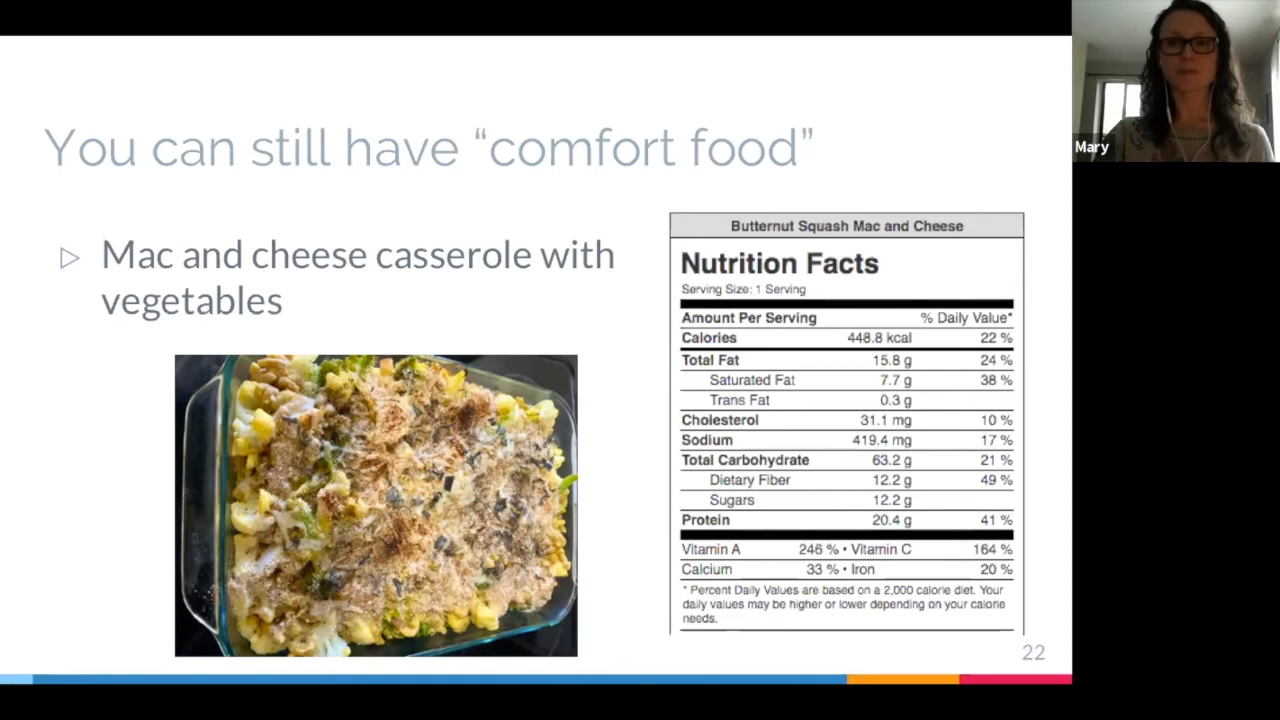 You can still have “comfort food”
▷ Mac and cheese casserole with
vegetables
Butternut Squash Mac and Cheese
Nutrition Facts
Serving Size: 1 Serving
Amount Per Serving % Daily Value*
Calories 448.8 kcal 22 %
Total Fat 15.8 g 24 %
Saturated Fat 7.7 g 38 %
Trans Fat 0.3 g
Cholesterol 31.1 mg 10 %
Sodium 419.4 mg 17 %
Total Carbohydrate 63.2 g 21 %
Dietary Fiber 12.2 g 49 %
Sugars 12.2 g
Protein 20.4 g 41 %
Vitamin A 246 % • Vitamin C 164 %
Calcium 33 % • Iron 20 %
* Percent Daily Values are based on a 2,000 calorie diet. Your
daily values may be higher or lower depending on your calorie
needs.
22
Mary